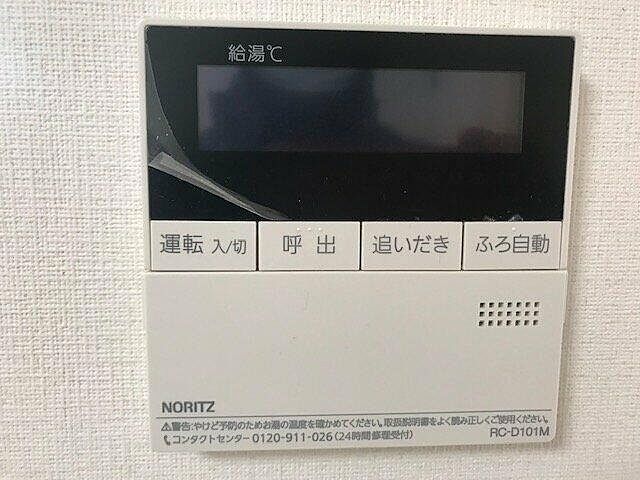 給湯℃
運転 入/切 呼出 追いだき ふろ自動
NORITZ
⚠警告:やけど予防のためお湯の温度を確かめてください。取扱説明書をよく読み正しくご使用ください。
📞コンタクトセンター 0120-911-026(24時間修理受付) RC-D101M